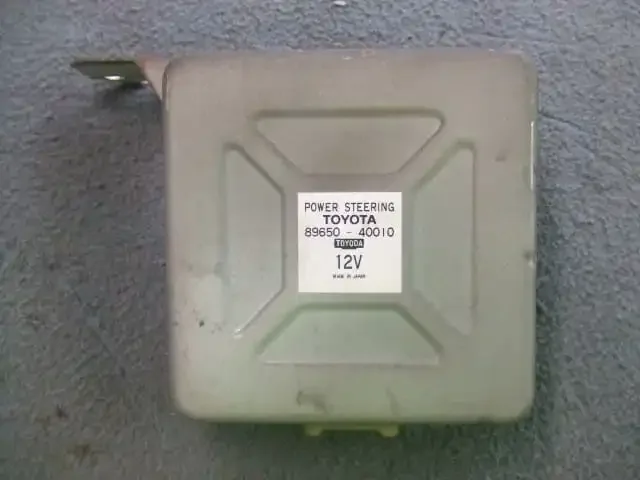 POWER STEERING
TOYOTA
89650 - 40010
TOYODA
12V
MADE IN JAPAN